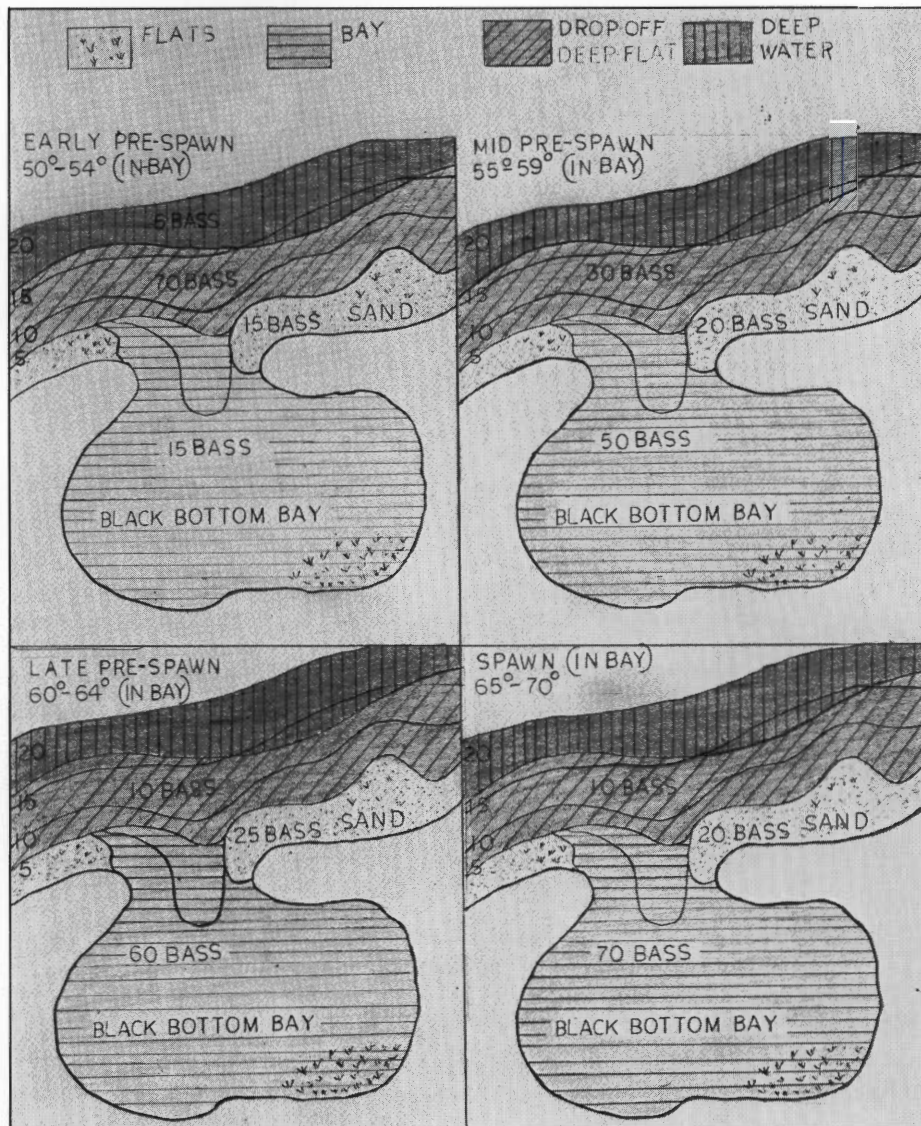 FLATS
BAY
DROP OFF
DEEP FLAT
DEEP
WATER
EARLY PRE-SPAWN
50°-54° (IN BAY)
BASS
20
70 BASS
15
15 BASS SAND
10
5
15 BASS
BLACK BOTTOM BAY
MID PRE-SPAWN
55°59° (IN BAY)
20
30 BASS
15
20 BASS SAND
10
5
50 BASS
BLACK BOTTOM BAY
LATE PRE-SPAWN
60°-64° (IN BAY)
20
10 BASS
15
25 BASS SAND
10
5
60 BASS
BLACK BOTTOM BAY
SPAWN (IN BAY)
65°-70°
20
10 BASS
15
20 BASS SAND
10
5
70 BASS
BLACK BOTTOM BAY